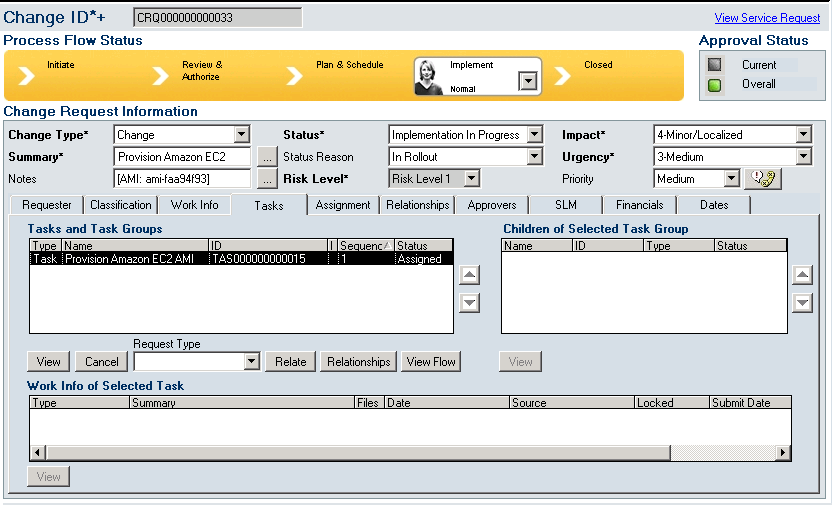 Change ID*+ CRQ000000000033 View Service Request
Process Flow Status Approval Status
Initiate Review & Authorize Plan & Schedule Implement Normal Closed
Current
Overall
Change Request Information
Change Type* Change Status* Implementation In Progress Impact* 4-Minor/Localized
Summary* Provision Amazon EC2 ... Status Reason In Rollout Urgency* 3-Medium
Notes [AMI: ami-faa94f93] ... Risk Level* Risk Level 1 Priority Medium
Requester Classification Work Info Tasks Assignment Relationships Approvers SLM Financials Dates
Tasks and Task Groups Children of Selected Task Group
Type Name ID I Sequenc Status Name ID Type Status
Task Provision Amazon EC2 AMI TAS000000000015 1 Assigned
Request Type
View Cancel Relate Relationships View Flow View
Work Info of Selected Task
Type Summary Files Date Source Locked Submit Date
View